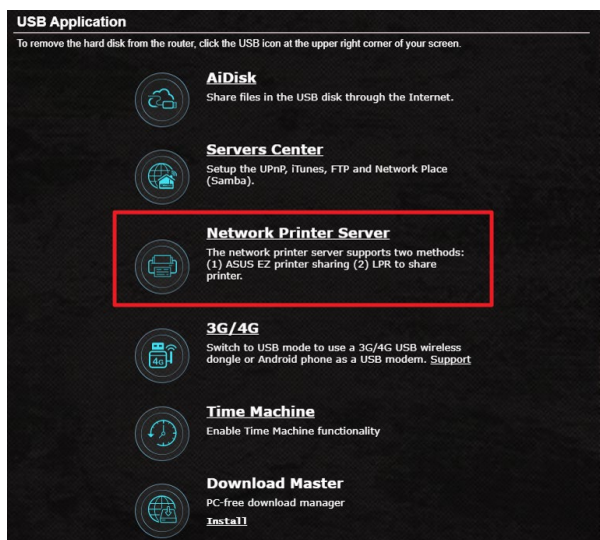 USB Application
To remove the hard disk from the router, click the USB icon at the upper right corner of your screen.
AiDisk
Share files in the USB disk through the Internet.
Servers Center
Setup the UPnP, iTunes, FTP and Network Place
(Samba).
Network Printer Server
The network printer server supports two methods:
(1) ASUS EZ printer sharing (2) LPR to share
printer.
4G
3G/4G
Switch to USB mode to use a 3G/4G USB wireless
dongle or Android phone as a USB modem. Support
Time Machine
Enable Time Machine functionality
Download Master
PC-free download manager
Install